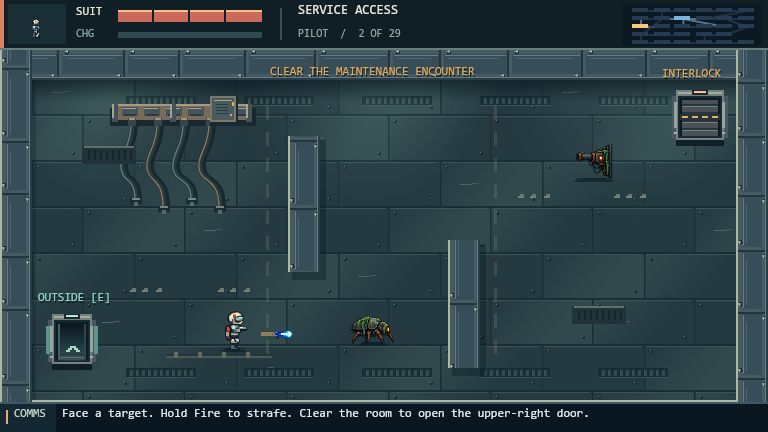 SUIT
SERVICE ACCESS
CHG
PILOT / 2 OF 29
CLEAR THE MAINTENANCE ENCOUNTER
INTERLOCK
OUTSIDE [E]
COMMS Face a target. Hold Fire to strafe. Clear the room to open the upper-right door.